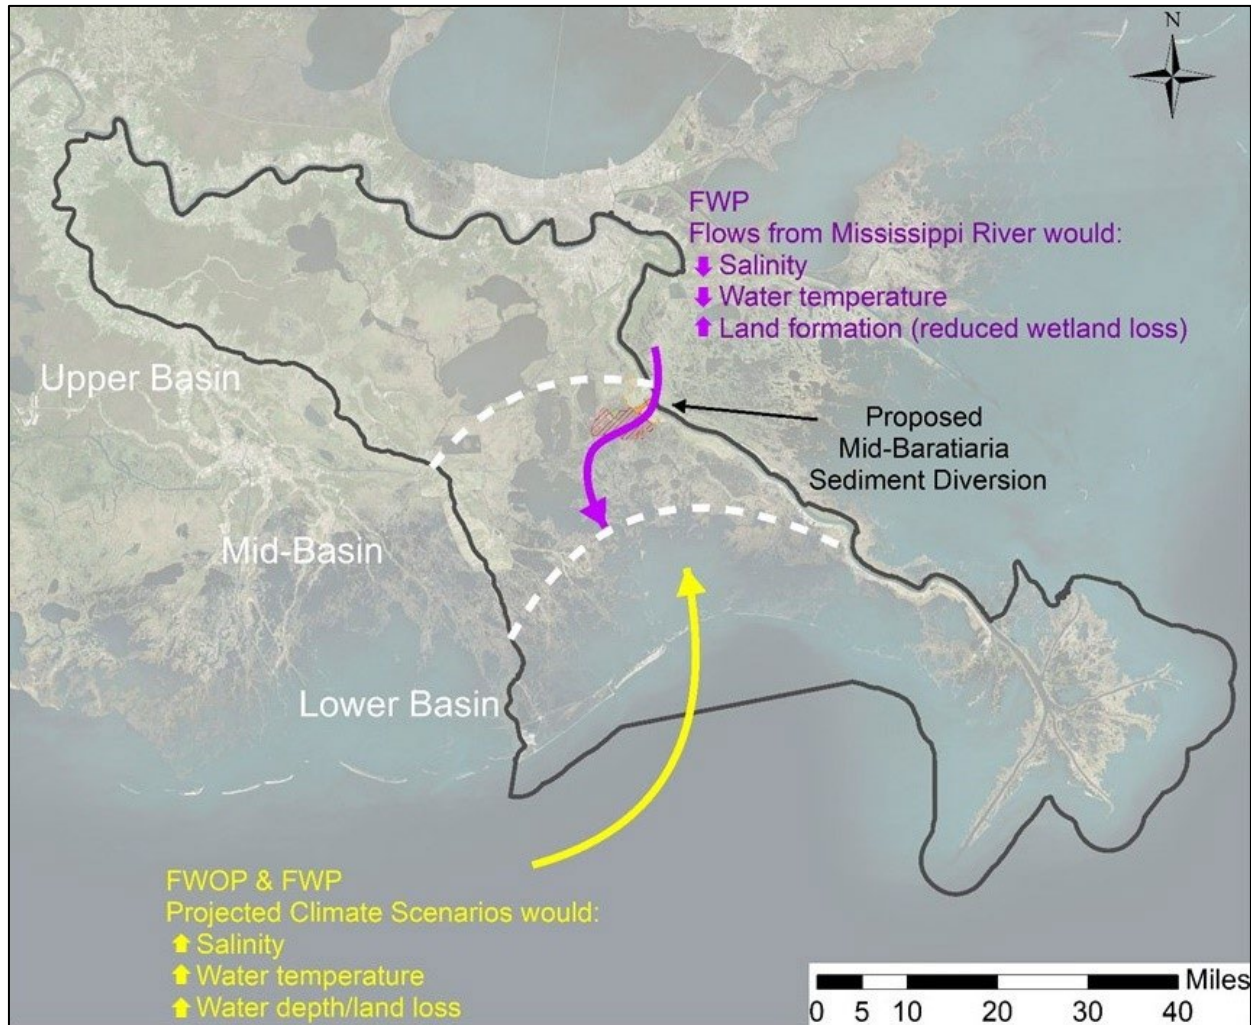 N
FWP
Flows from Mississippi River would:
⬇ Salinity
⬇ Water temperature
⬆ Land formation (reduced wetland loss)
Upper Basin
Proposed
Mid-Baratiaria
Sediment Diversion
Mid-Basin
Lower Basin
FWOP & FWP
Projected Climate Scenarios would:
⬆ Salinity
⬆ Water temperature
⬆ Water depth/land loss
Miles
0 5 10 20 30 40